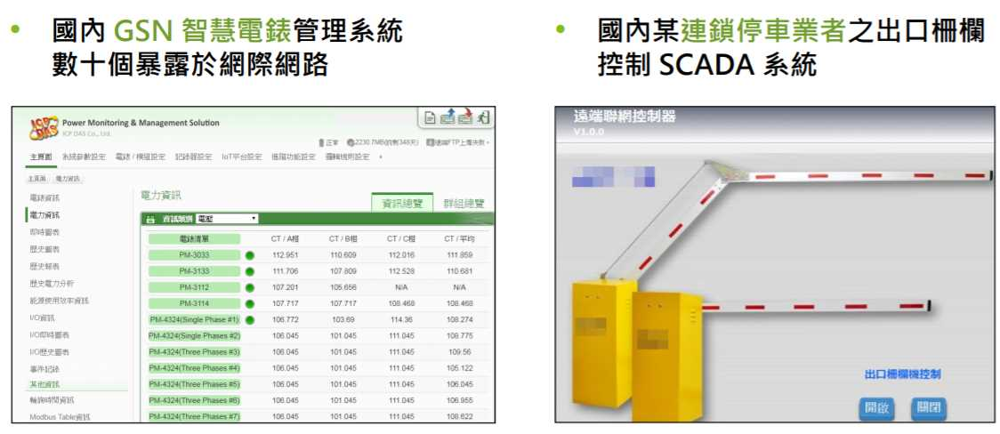 • 國內 GSN 智慧電錶管理系統
數十個暴露於網際網路
• 國內某連鎖停車業者之出口柵欄
控制 SCADA 系統
ICP DAS
Power Monitoring & Management Solution
ICP DAS Co., Ltd.
正常 2230.7MB(約剩348天) 遠端FTP上傳失敗
主頁面 系統參數設定 電錶/模組設定 記錄器設定 IoT平台設定 進階功能設定 邏輯規則設定
主頁面 電力資訊
電錶資訊
電力資訊
即時圖表
歷史圖表
歷史報表
歷史電力分析
能源使用效率資訊
I/O資訊
I/O即時圖表
I/O歷史圖表
事件記錄
其他資訊
輪詢時間資訊
Modbus Table資訊
電力資訊
資訊總覽 群組總覽
資訊類別 電壓
電錶清單 CT / A相 CT / B相 CT / C相 CT / 平均
PM-3033 112.951 110.609 112.016 111.859
PM-3133 111.706 107.809 112.528 110.681
PM-3112 107.201 105.656 N/A N/A
PM-3114 107.717 107.717 108.468 108.468
PM-4324(Single Phase #1) 106.772 103.69 114.36 108.274
PM-4324(Single Phases #2) 106.045 101.045 111.045 108.775
PM-4324(Three Phases #3) 106.045 101.045 111.045 109.56
PM-4324(Three Phases #4) 106.045 101.045 111.045 105.122
PM-4324(Three Phases #5) 106.045 101.045 111.045 106.045
PM-4324(Three Phases #6) 106.045 101.045 111.045 106.955
PM-4324(Three Phases #7) 106.045 101.045 111.045 108.622
遠端聯網控制器
V1.0.0
出口柵欄機控制
開啟 關閉